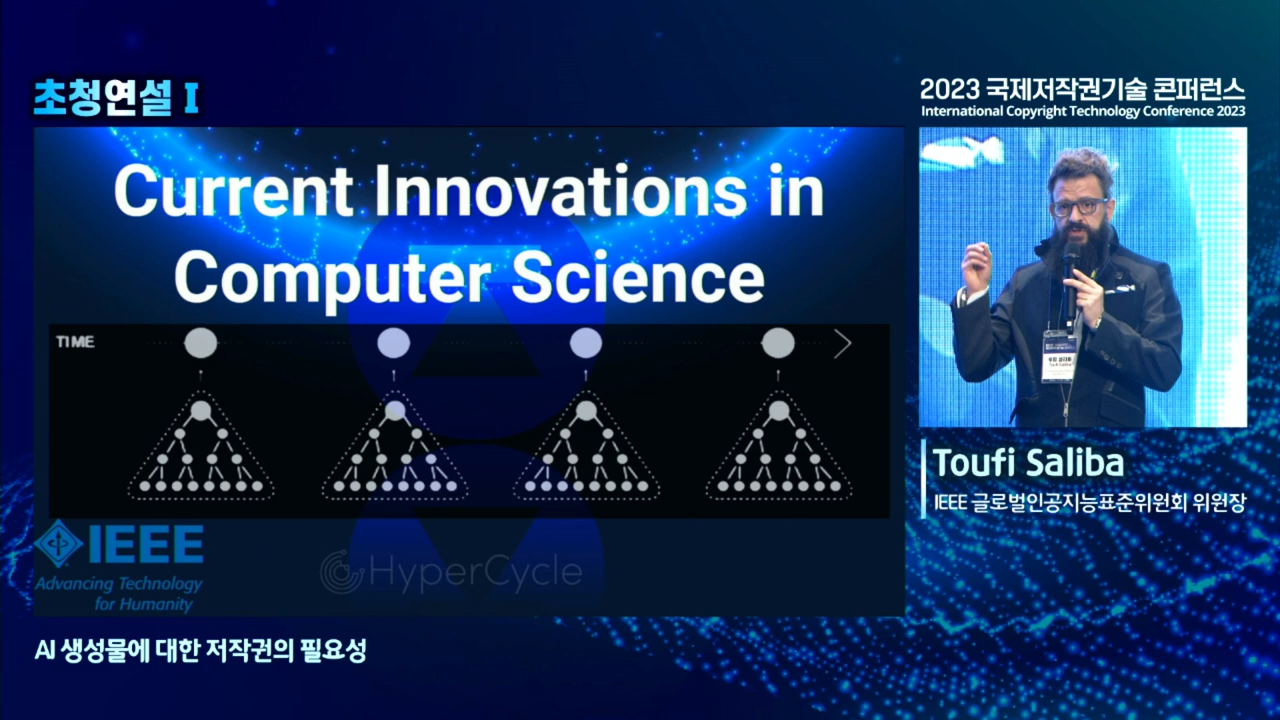 초청연설 I
2023 국제저작권기술 콘퍼런스
International Copyright Technology Conference 2023
Current Innovations in
Computer Science
TIME
IEEE
Advancing Technology
for Humanity
HyperCycle
Toufi Saliba
IEEE 글로벌인공지능표준위원회 위원장
AI 생성물에 대한 저작권의 필요성